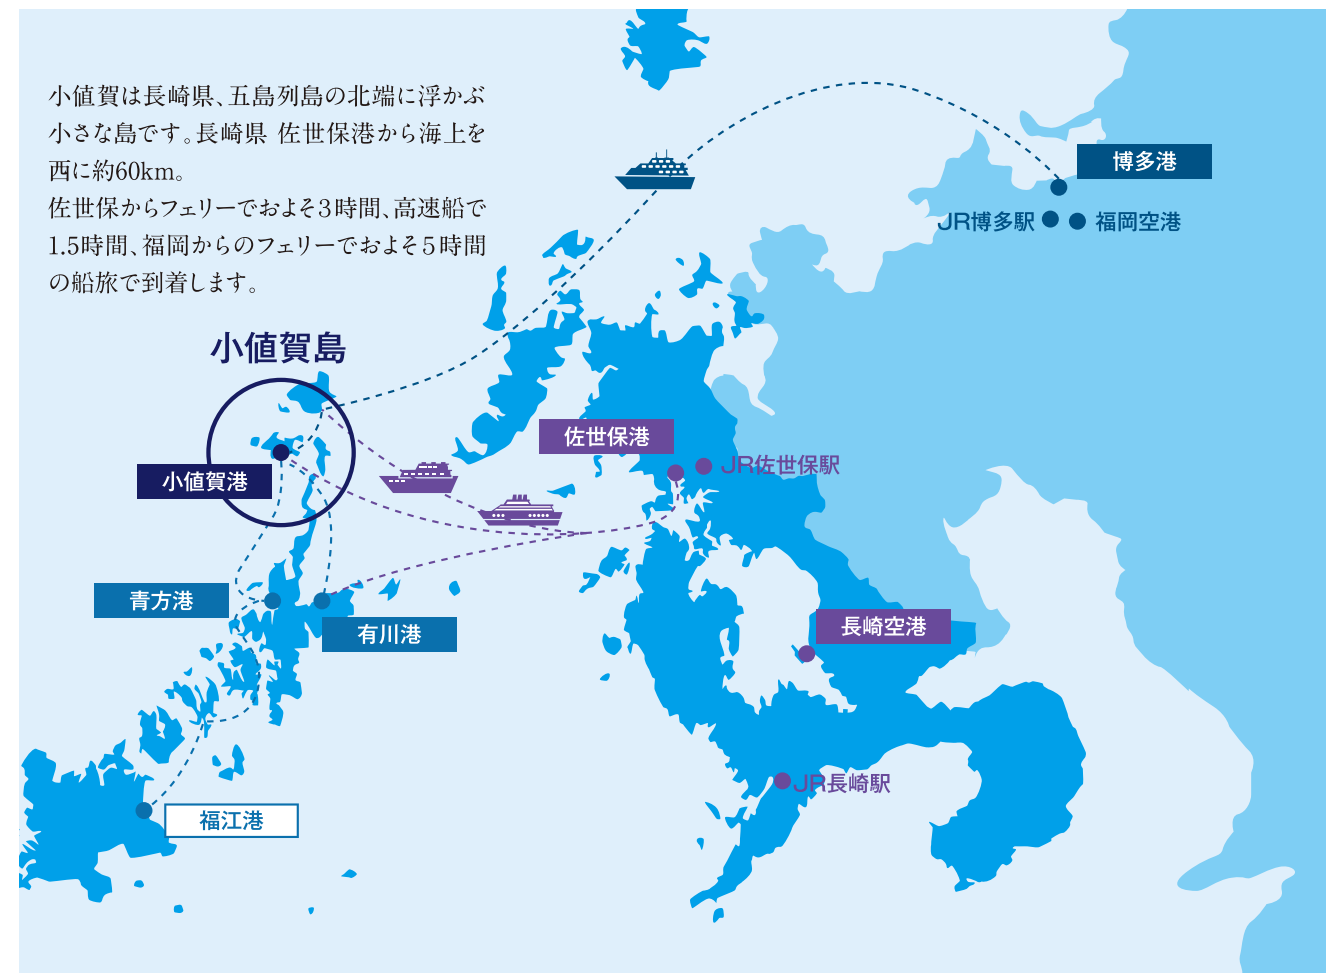 小値賀は長崎県、五島列島の北端に浮かぶ
小さな島です。長崎県 佐世保港から海上を
西に約60km。
佐世保からフェリーでおよそ３時間、高速船で
1.5時間、福岡からのフェリーでおよそ５時間
の船旅で到着します。
博多港
JR博多駅
福岡空港
小値賀島
佐世保港
JR佐世保駅
小値賀港
青方港
有川港
長崎空港
JR長崎駅
福江港